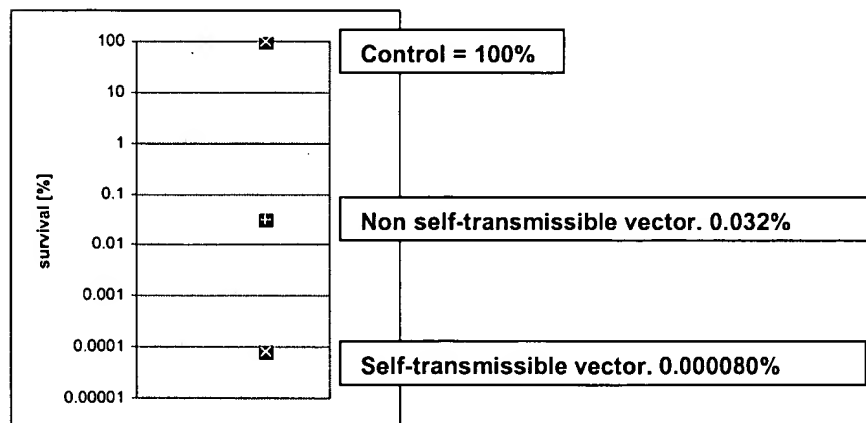 100
Control = 100%
10
1
0.1
Non self-transmissible vector. 0.032%
0.01
0.001
0.0001
Self-transmissible vector. 0.000080%
0.00001
survival [%]